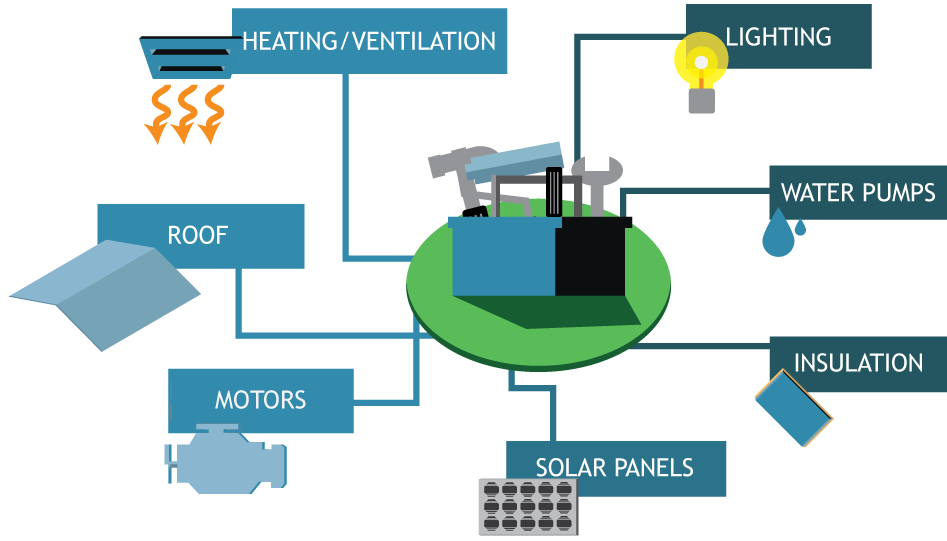 HEATING/VENTILATION
LIGHTING
WATER PUMPS
ROOF
INSULATION
MOTORS
SOLAR PANELS